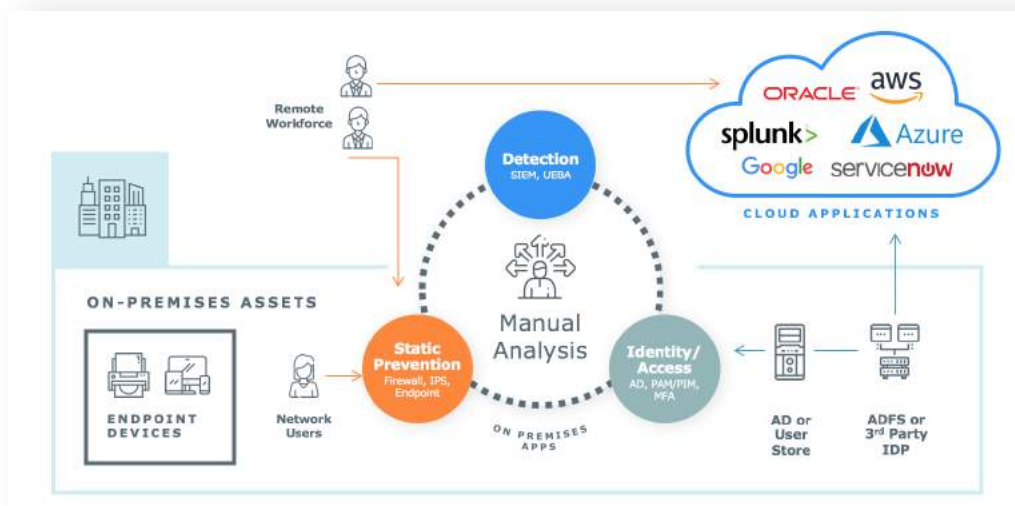 Remote
Workforce
ORACLE
aws
splunk>
Azure
Google
servicenow
CLOUD APPLICATIONS
Detection
SIEM, UEBA
ON-PREMISES ASSETS
ENDPOINT
DEVICES
Network
Users
Static
Prevention
Firewall, IPS,
Endpoint
Manual
Analysis
Identity/
Access
AD, PAM/PIM,
MFA
ON PREMISES
APPS
AD or
User
Store
ADFS or
3rd Party
IDP